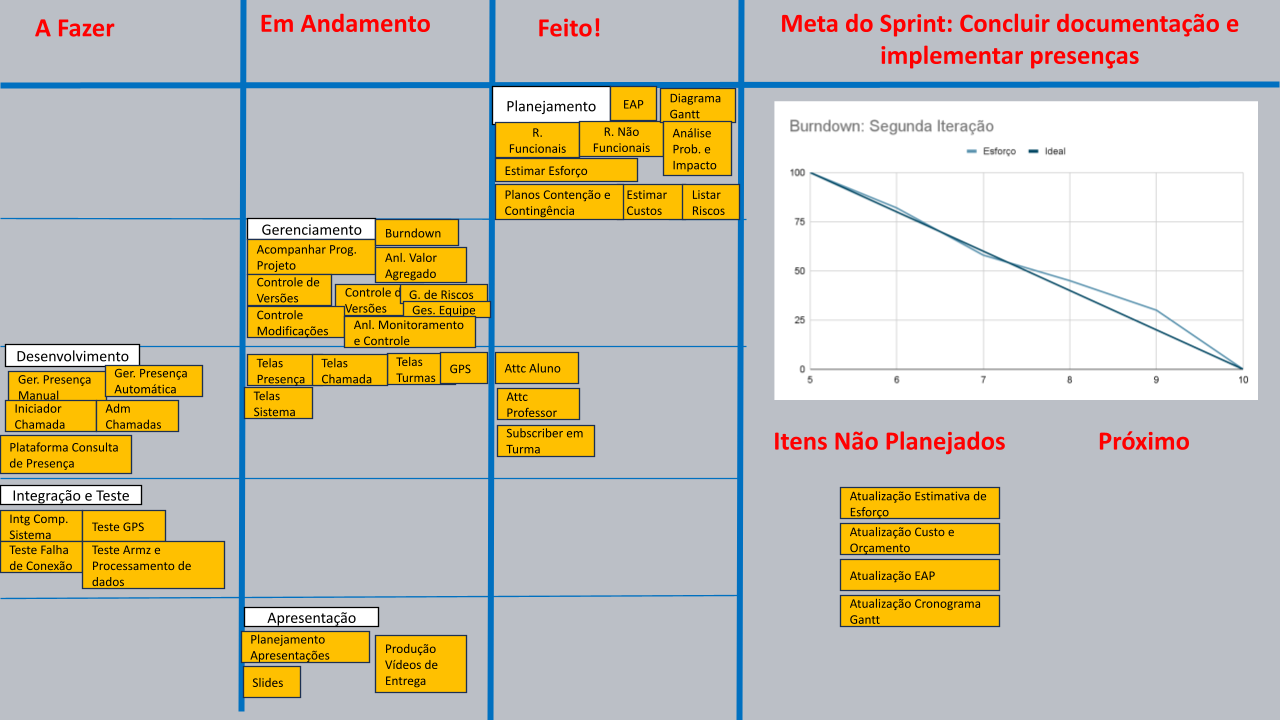 A Fazer
Em Andamento
Feito!
Meta do Sprint: Concluir documentação e
implementar presenças
Planejamento
EAP
Diagrama
Gantt
R.
Funcionais
R. Não
Funcionais
Análise
Prob. e
Impacto
Estimar Esforço
Planos Contenção e
Contingência
Estimar
Custos
Listar
Riscos
Gerenciamento
Burndown
Acompanhar Prog.
Projeto
Anl. Valor
Agregado
Controle de
Versões
Controle d
Versões
G. de Riscos
Ges. Equipe
Controle
Modificações
Anl. Monitoramento
e Controle
Desenvolvimento
Ger. Presença
Manual
Ger. Presença
Automática
Iniciador
Chamada
Adm
Chamadas
Plataforma Consulta
de Presença
Telas
Presença
Telas
Chamada
Telas
Turmas
GPS
Telas
Sistema
Attc Aluno
Attc
Professor
Subscriber em
Turma
Integração e Teste
Intg Comp.
Sistema
Teste GPS
Teste Falha
de Conexão
Teste Armz e
Processamento de
dados
Apresentação
Planejamento
Apresentações
Produção
Vídeos de
Entrega
Slides
Burndown: Segunda Iteração
Esforço
Ideal
100
75
50
25
0
5
6
7
8
9
10
Itens Não Planejados
Próximo
Atualização Estimativa de
Esforço
Atualização Custo e
Orçamento
Atualização EAP
Atualização Cronograma
Gantt